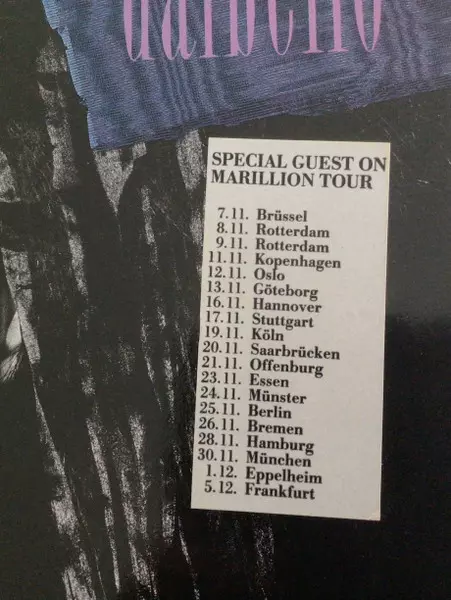 dalbello
SPECIAL GUEST ON
MARILLION TOUR
7.11. Brüssel
8.11. Rotterdam
9.11. Rotterdam
11.11. Kopenhagen
12.11. Oslo
13.11. Göteborg
16.11. Hannover
17.11. Stuttgart
19.11. Köln
20.11. Saarbrücken
21.11. Offenburg
23.11. Essen
24.11. Münster
25.11. Berlin
26.11. Bremen
28.11. Hamburg
30.11. München
1.12. Eppelheim
5.12. Frankfurt